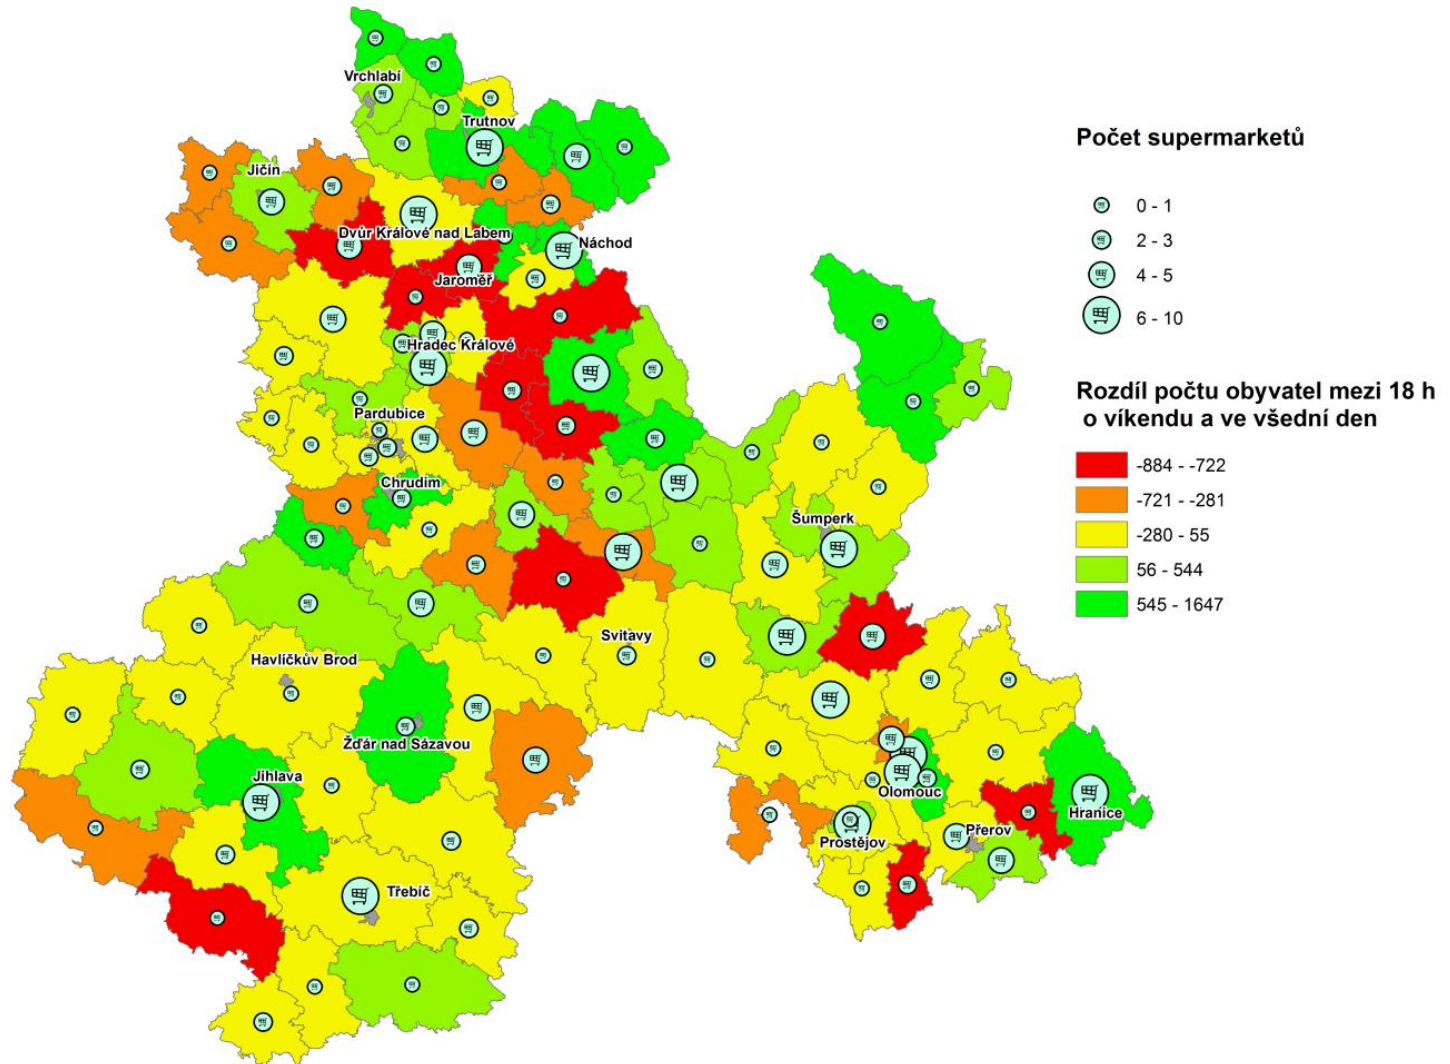 Vrchlabí
Trutnov
Jičín
Dvůr Králové nad Labem
Náchod
Jaroměř
Hradec Králové
Pardubice
Chrudim
Šumperk
Svitavy
Havlíčkův Brod
Žďár nad Sázavou
Jihlava
Olomouc
Hranice
Přerov
Prostějov
Třebíč
Počet supermarketů
0 - 1
2 - 3
4 - 5
6 - 10
Rozdíl počtu obyvatel mezi 18 h
o víkendu a ve všední den
-884 - -722
-721 - -281
-280 - 55
56 - 544
545 - 1647